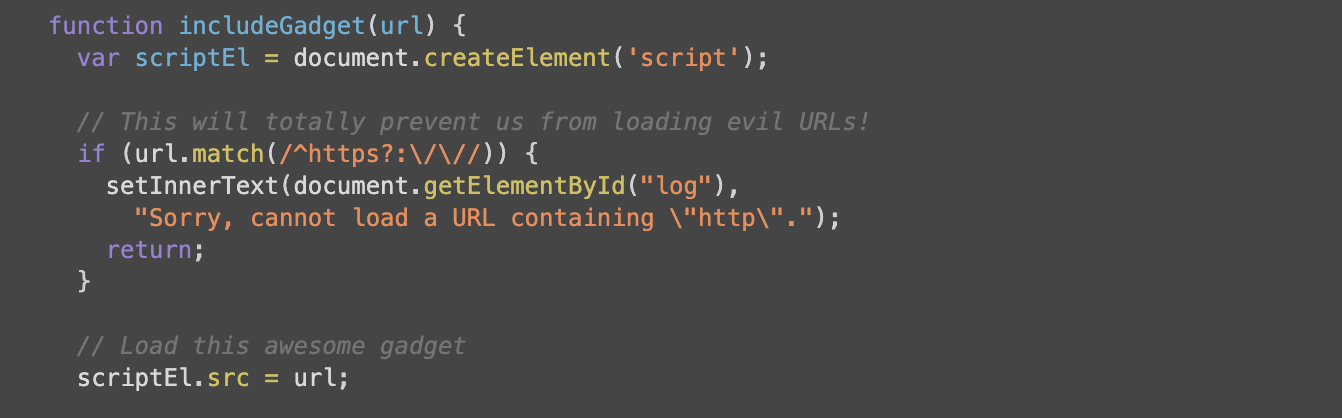 function includeGadget(url) {
var scriptEl = document.createElement('script');
// This will totally prevent us from loading evil URLs!
if (url.match(/^https?:\/\//)) {
setInnerText(document.getElementById("log"),
"Sorry, cannot load a URL containing \"http\".");
return;
}
// Load this awesome gadget
scriptEl.src = url;